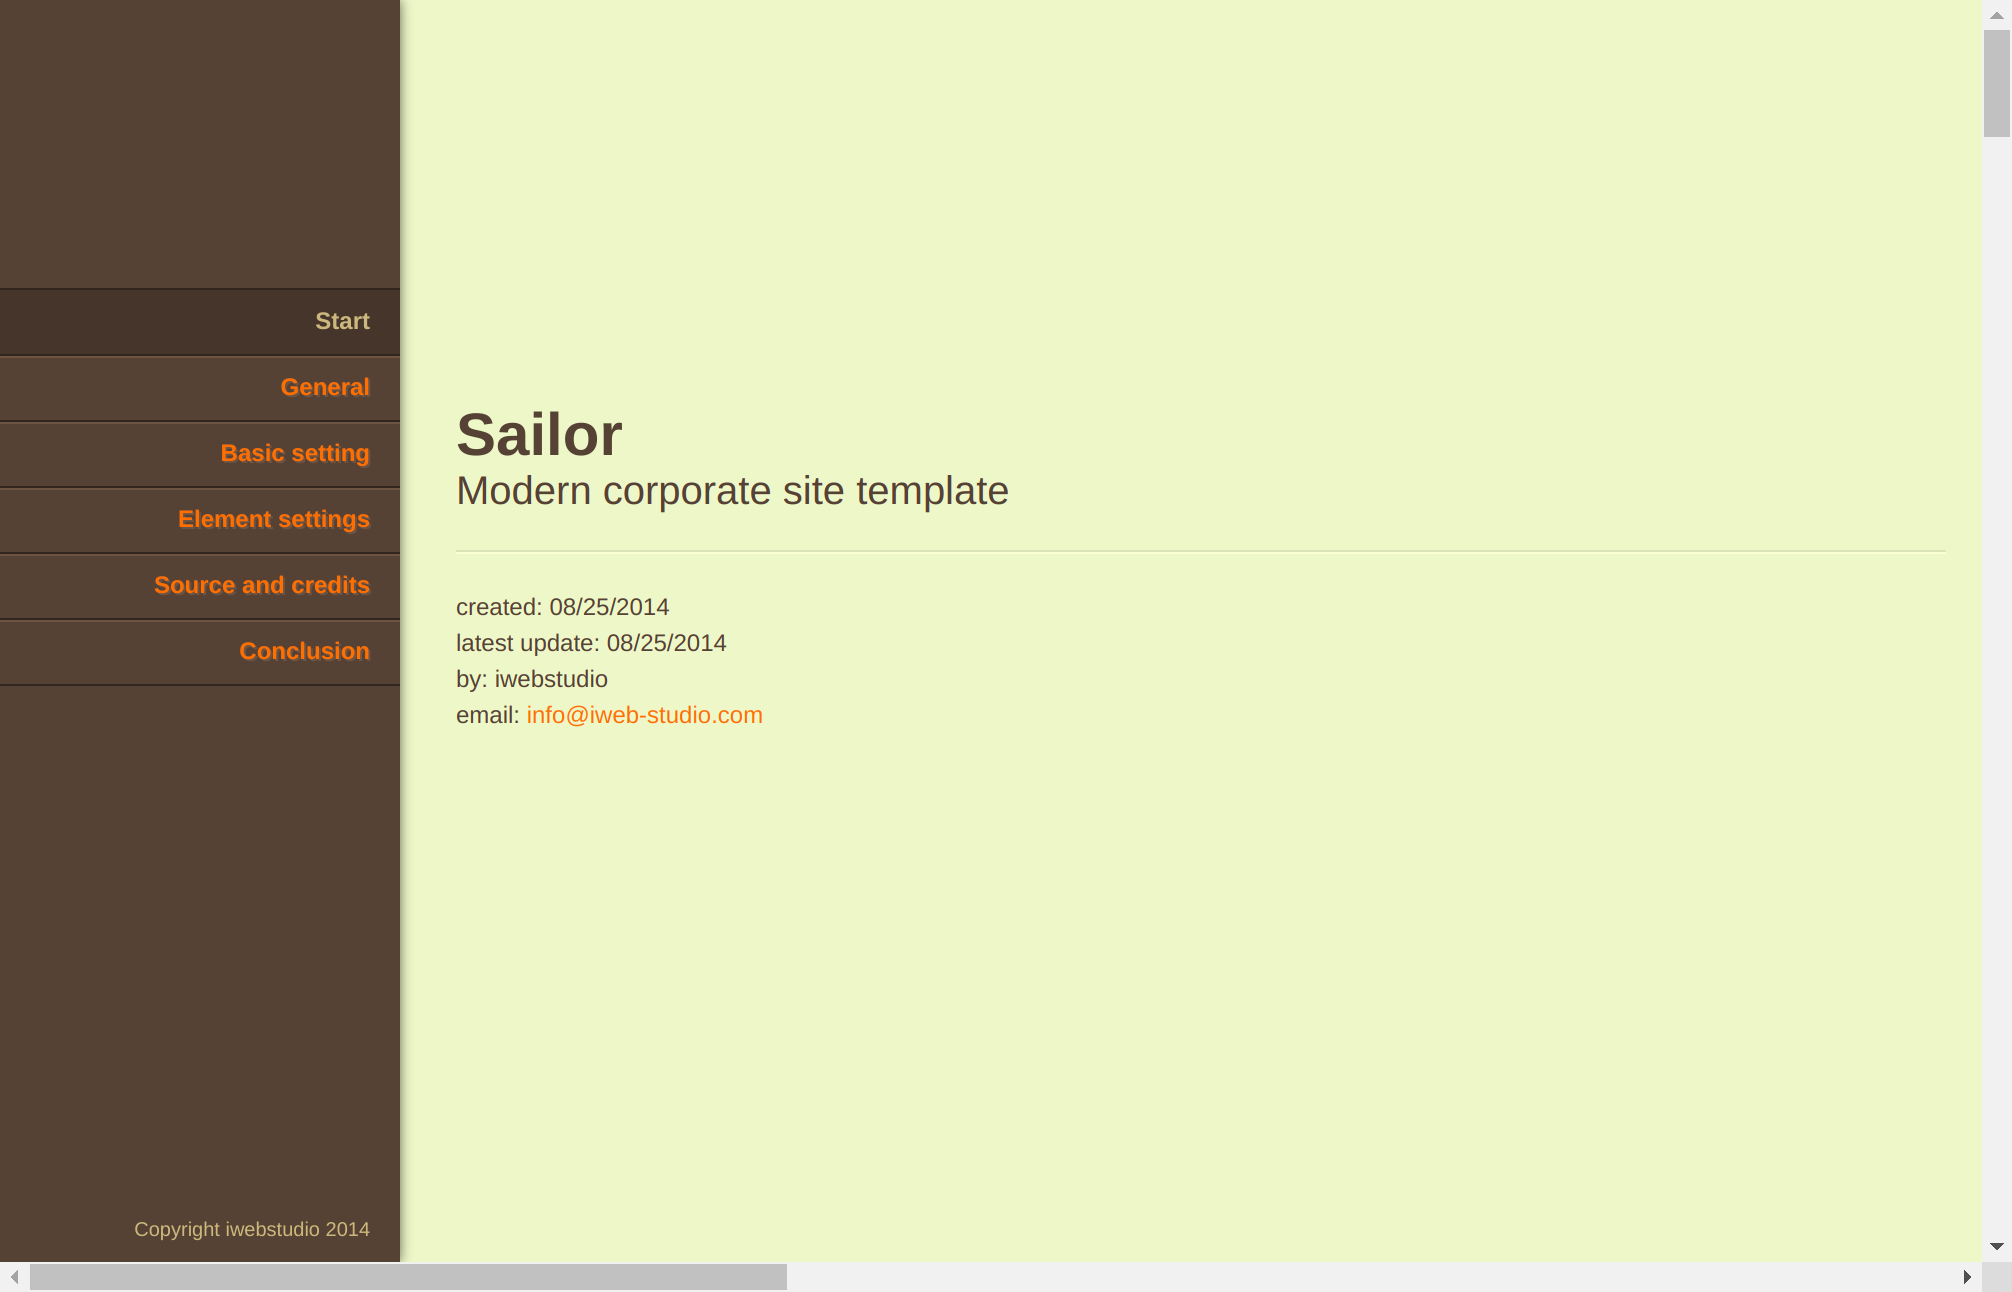 Start
General
Basic setting
Element settings
Source and credits
Conclusion
Copyright iwebstudio 2014
Sailor
Modern corporate site template
created: 08/25/2014
latest update: 08/25/2014
by: iwebstudio
email: info@iweb-studio.com